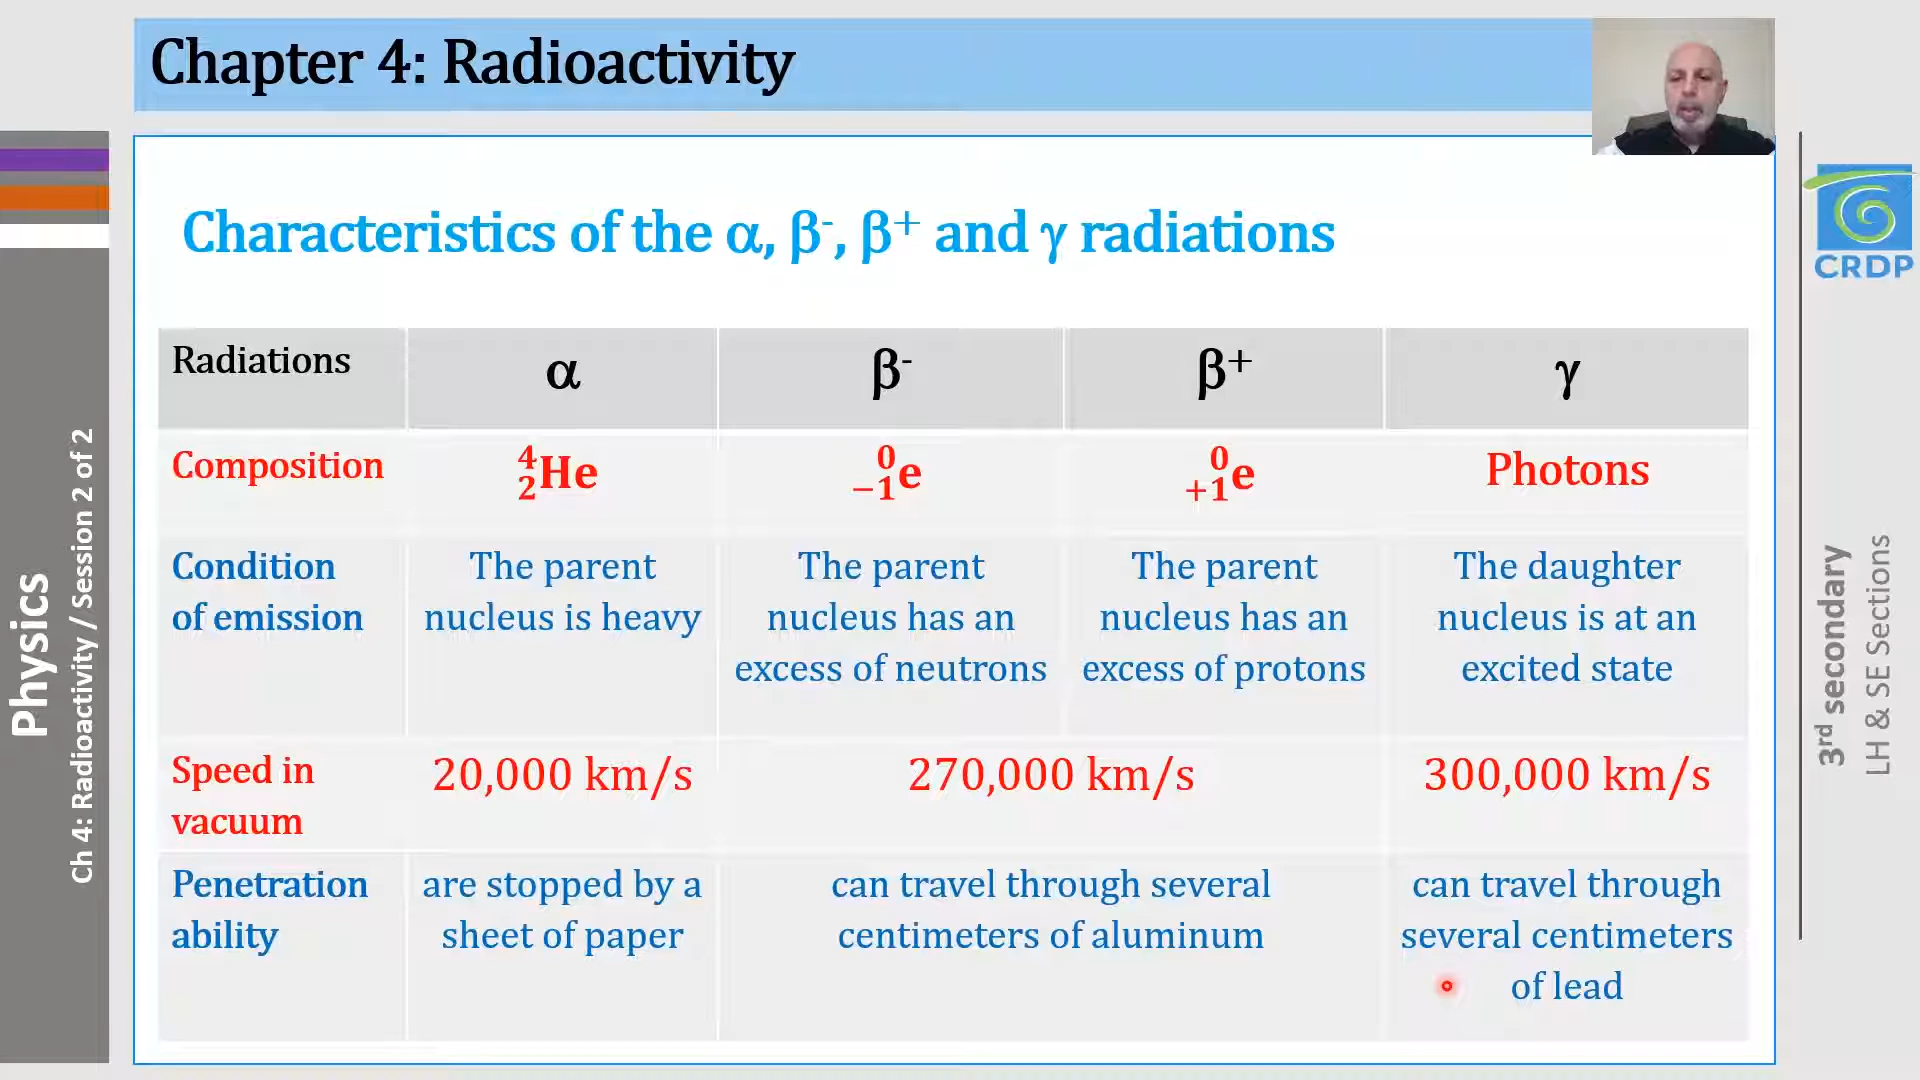 Chapter 4: Radioactivity
Characteristics of the α, β⁻, β⁺ and γ radiations
Radiations α β⁻ β⁺ γ
Composition ⁴₂He ⁰₋₁e ⁰₊₁e Photons
Condition of emission
The parent nucleus is heavy
The parent nucleus has an excess of neutrons
The parent nucleus has an excess of protons
The daughter nucleus is at an excited state
Speed in vacuum
20,000 km/s 270,000 km/s 300,000 km/s
Penetration ability
are stopped by a sheet of paper
can travel through several centimeters of aluminum
can travel through several centimeters of lead
Physics
Ch 4: Radioactivity / Session 2 of 2
CRDP
3rd secondary
LH & SE Sections